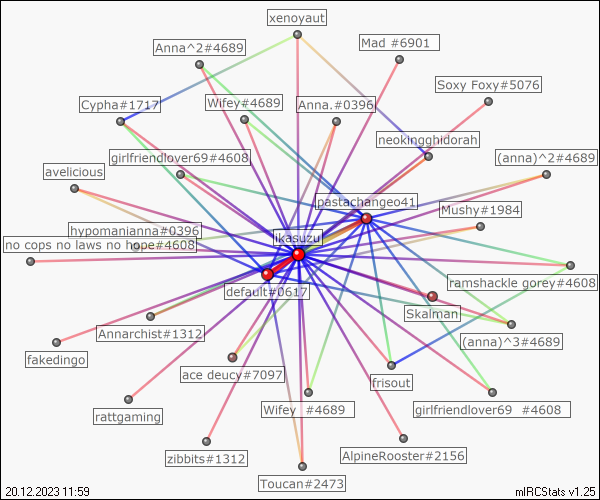 xenoyaut
Mad #6901
Anna^2#4689
Soxy Foxy#5076
Cypha#1717
Wifey#4689
Anna.#0396
neokingghidorah
girlfriendlover69#4608
(anna)^2#4689
avelicious
pastachangeo41
Mushy#1984
hypomanianna#0396
ikasuzu
no cops no laws no hope#4608
ramshackle gorey#4608
default#0617
Skalman
Annarchist#1312
(anna)^3#4689
fakedingo
ace deucy#7097
frisout
rattgaming
Wifey #4689
girlfriendlover69 #4608
zibbits#1312
AlpineRooster#2156
Toucan#2473
20.12.2023 11:59
mIRCStats v1.25